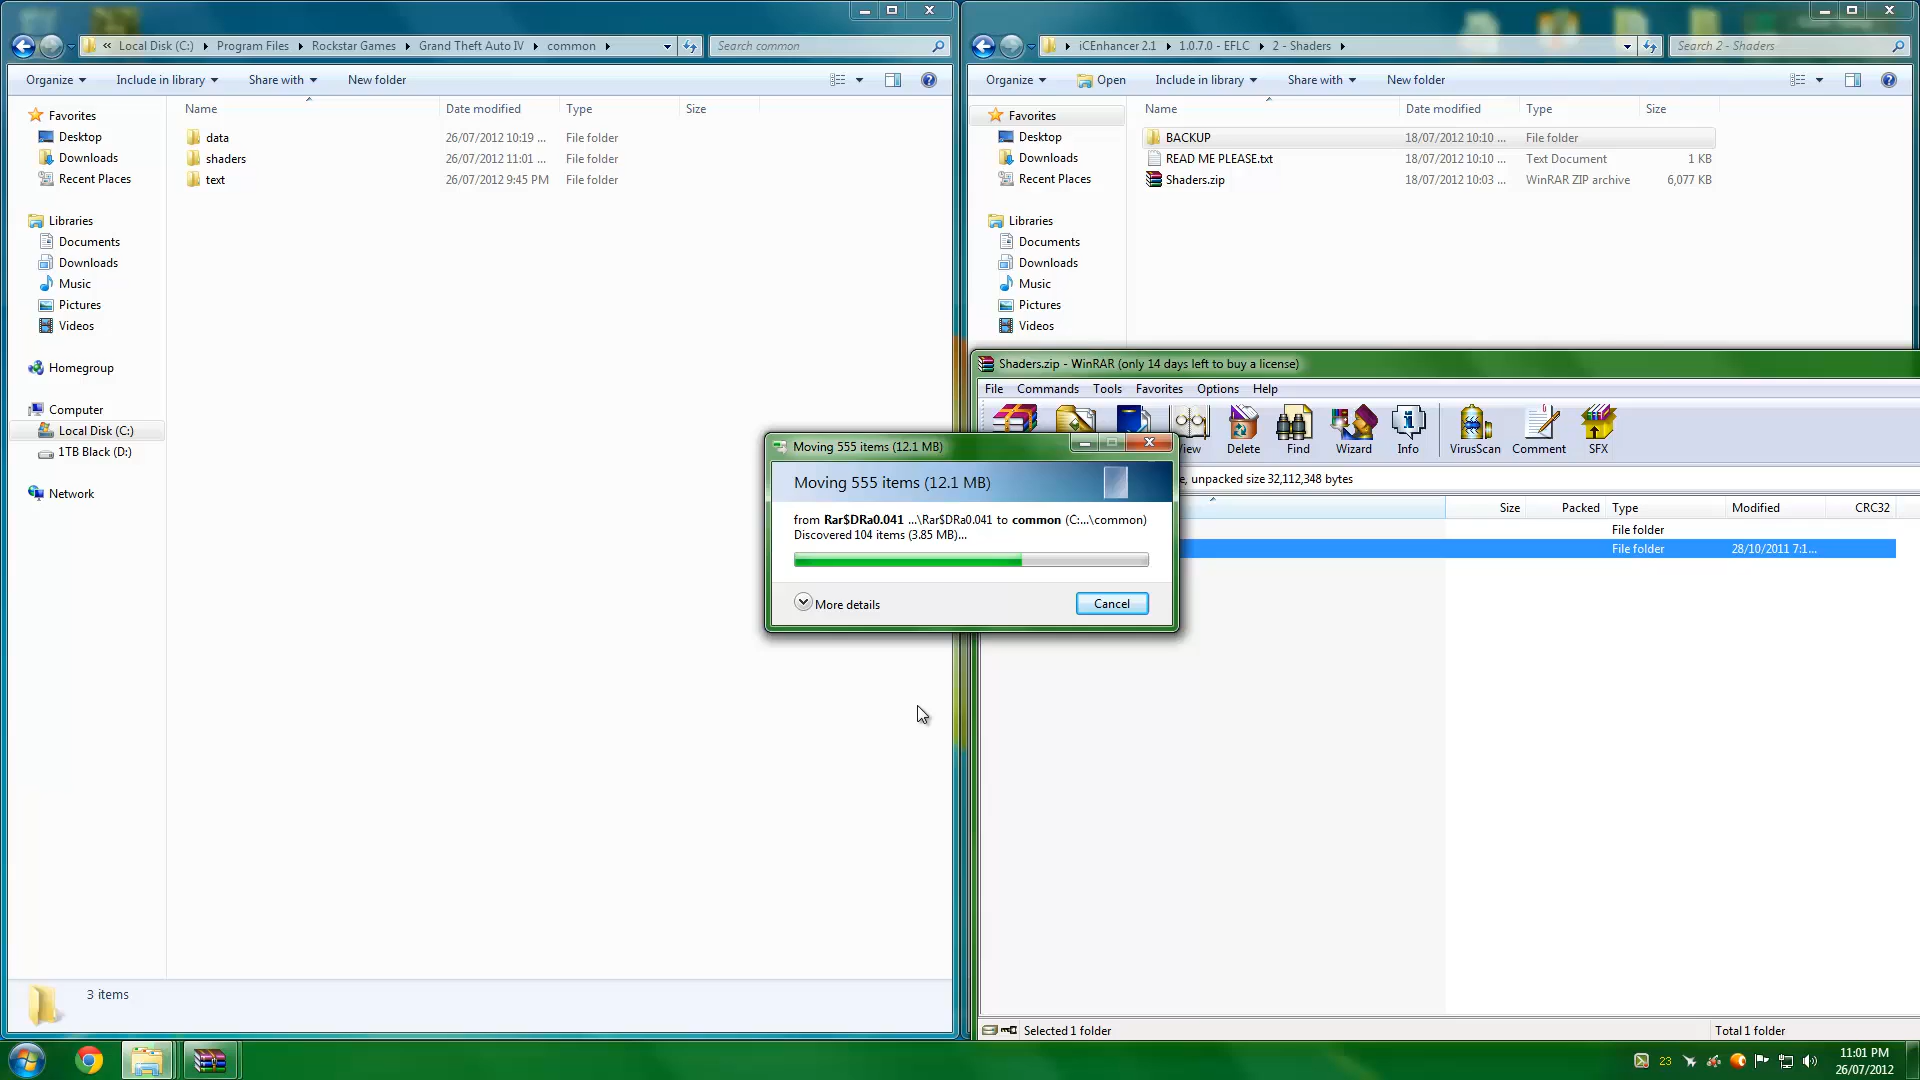 « Local Disk (C:) Program Files Rockstar Games Grand Theft Auto IV common
Search common
Organize Include in library Share with New folder
Favorites
Desktop
Downloads
Recent Places
Libraries
Documents
Downloads
Music
Pictures
Videos
Homegroup
Computer
Local Disk (C:)
1TB Black (D:)
Network
Name Date modified Type Size
data 26/07/2012 10:19 ... File folder
shaders 26/07/2012 11:01 ... File folder
text 26/07/2012 9:45 PM File folder
3 items
iCEnhancer 2.1 1.0.7.0 - EFLC 2 - Shaders
Search 2 - Shaders
Organize Open Include in library Share with New folder
Favorites
Desktop
Downloads
Recent Places
Libraries
Documents
Downloads
Music
Pictures
Videos
Name Date modified Type Size
BACKUP 18/07/2012 10:10 ... File folder
READ ME PLEASE.txt 18/07/2012 10:10 ... Text Document 1 KB
Shaders.zip 18/07/2012 10:03 ... WinRAR ZIP archive 6,077 KB
Shaders.zip - WinRAR (only 14 days left to buy a license)
File Commands Tools Favorites Options Help
Delete Find Wizard Info VirusScan Comment SFX
unpacked size 32,112,348 bytes
Size Packed Type Modified CRC32
File folder
File folder 28/10/2011 7:1...
Selected 1 folder
Total 1 folder
Moving 555 items (12.1 MB)
Moving 555 items (12.1 MB)
from Rar$DRa0.041 ...\Rar$DRa0.041 to common (C:...\common)
Discovered 104 items (3.85 MB)...
More details
Cancel
23
11:01 PM
26/07/2012